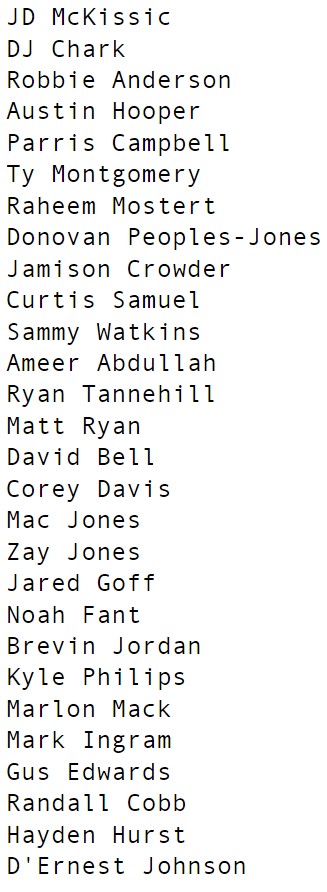 JD McKissic
DJ Chark
Robbie Anderson
Austin Hooper
Parris Campbell
Ty Montgomery
Raheem Mostert
Donovan Peoples-Jones
Jamison Crowder
Curtis Samuel
Sammy Watkins
Ameer Abdullah
Ryan Tannehill
Matt Ryan
David Bell
Corey Davis
Mac Jones
Zay Jones
Jared Goff
Noah Fant
Brevin Jordan
Kyle Philips
Marlon Mack
Mark Ingram
Gus Edwards
Randall Cobb
Hayden Hurst
D'Ernest Johnson